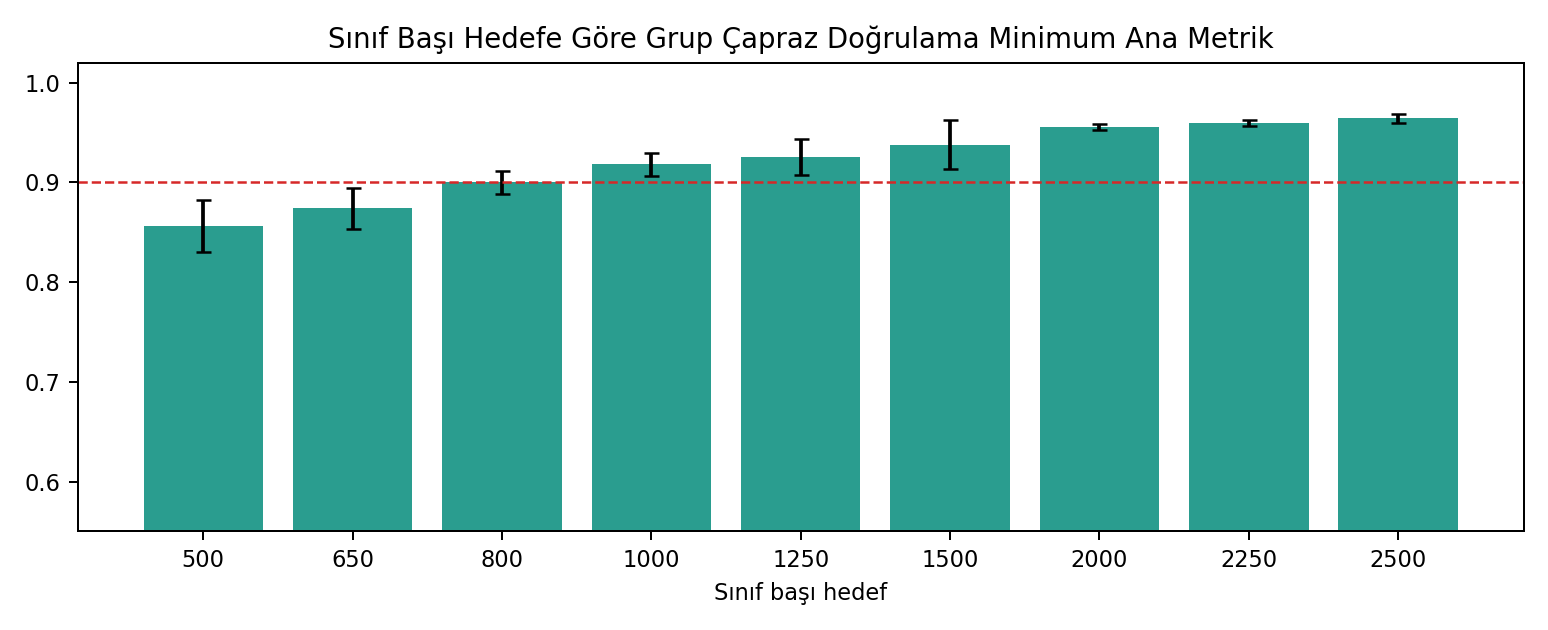 Sınıf Başı Hedefe Göre Grup Çapraz Doğrulama Minimum Ana Metrik
1.0
0.9
0.8
0.7
0.6
500 650 800 1000 1250 1500 2000 2250 2500
Sınıf başı hedef